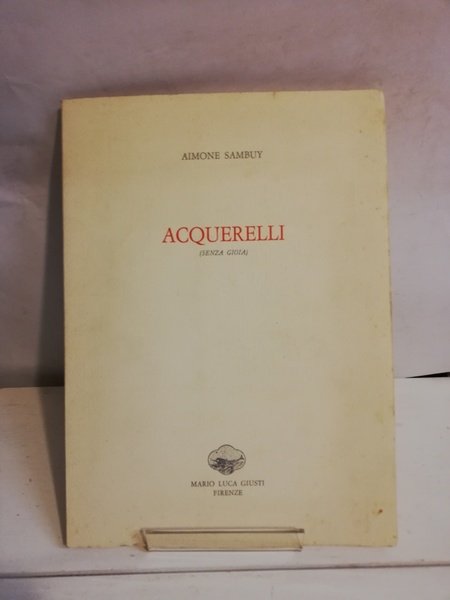 AIMONE SAMBUY
ACQUERELLI
(SENZA GIOIA)
MARIO LUCA GIUSTI
FIRENZE